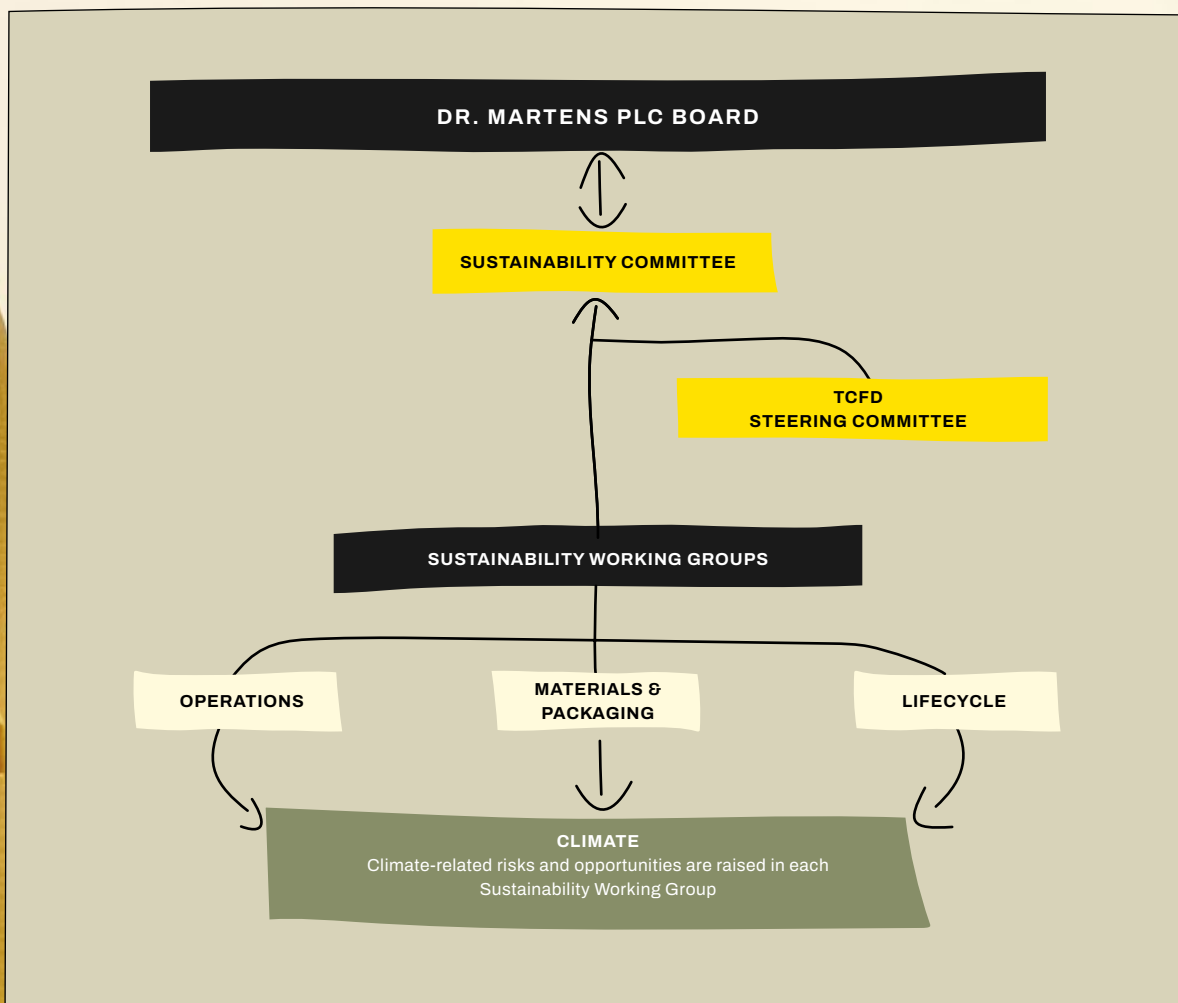 DR. MARTENS PLC BOARD
SUSTAINABILITY COMMITTEE
TCFD
STEERING COMMITTEE
SUSTAINABILITY WORKING GROUPS
OPERATIONS
MATERIALS &
PACKAGING
LIFECYCLE
CLIMATE
Climate-related risks and opportunities are raised in each
Sustainability Working Group